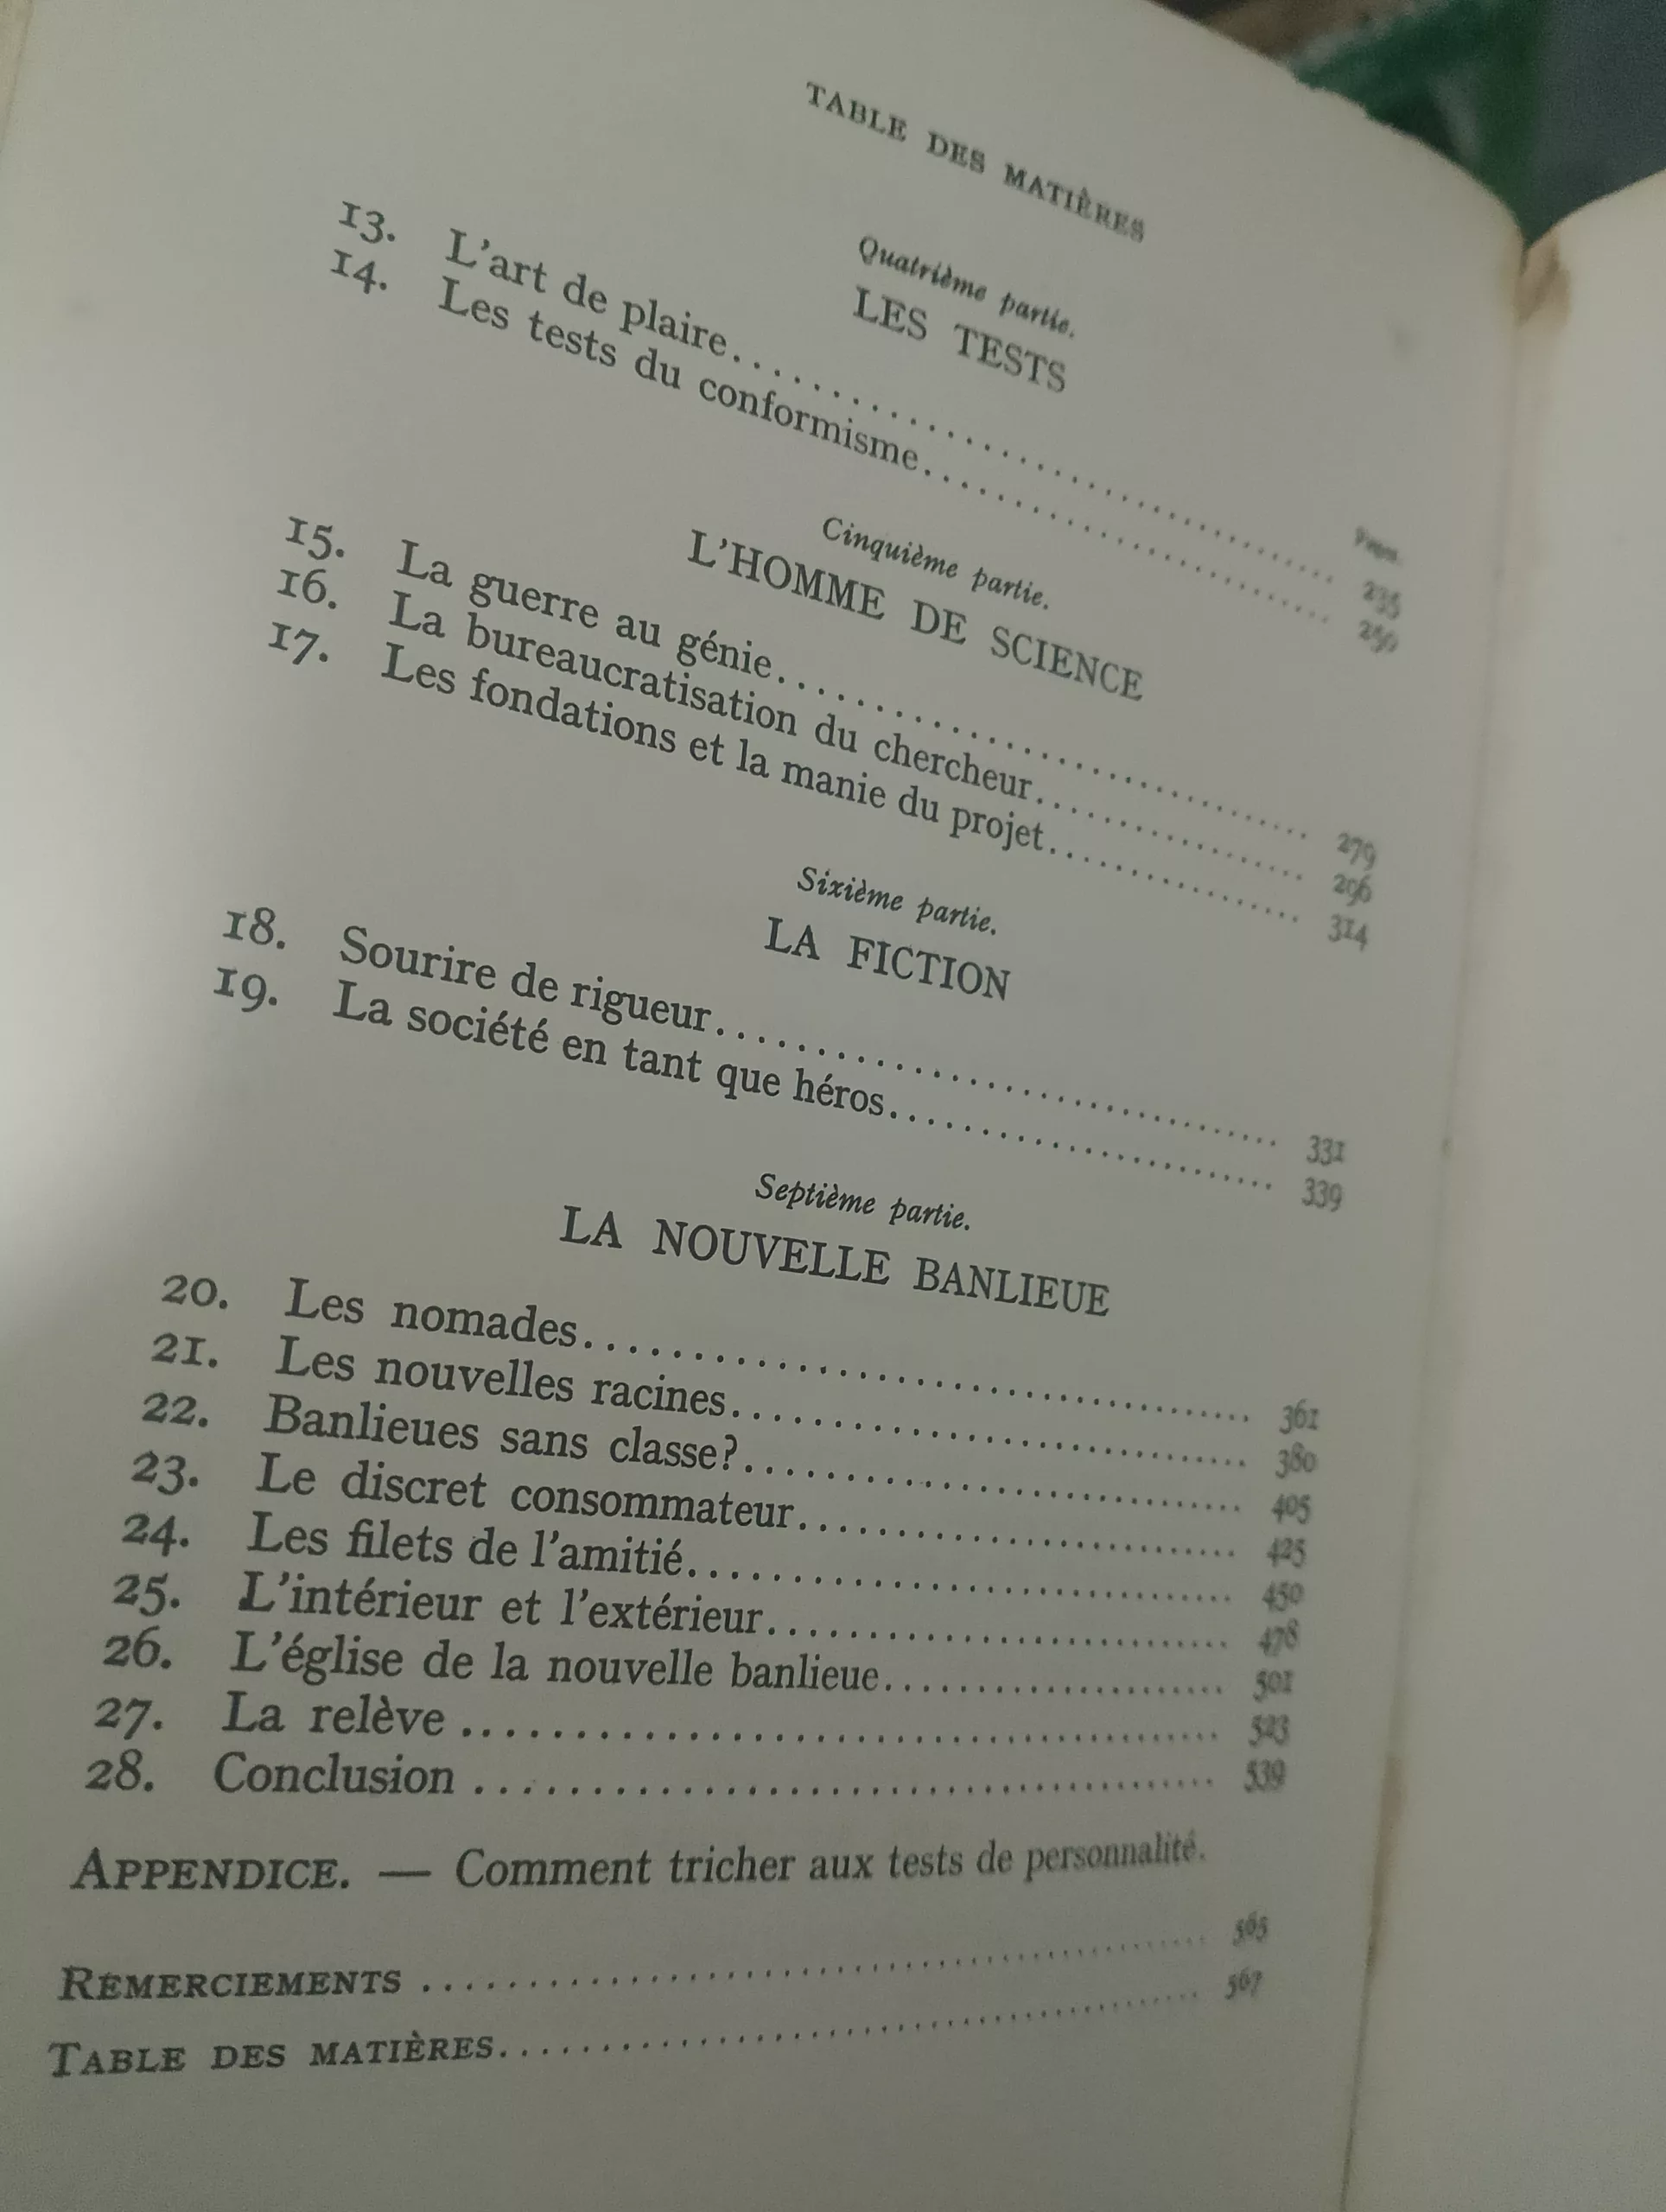 TABLE DES MATIÈRES
Quatrième partie.
LES TESTS
13. L'art de plaire.................... 235
14. Les tests du conformisme.................... 250
Cinquième partie.
L'HOMME DE SCIENCE
15. La guerre au génie.................... 279
16. La bureaucratisation du chercheur.................... 296
17. Les fondations et la manie du projet.................... 314
Sixième partie.
LA FICTION
18. Sourire de rigueur.................... 331
19. La société en tant que héros.................... 339
Septième partie.
LA NOUVELLE BANLIEUE
20. Les nomades.................... 361
21. Les nouvelles racines.................... 380
22. Banlieues sans classe?.................... 405
23. Le discret consommateur.................... 425
24. Les filets de l'amitié.................... 450
25. L'intérieur et l'extérieur.................... 478
26. L'église de la nouvelle banlieue.................... 501
27. La relève .................... 523
28. Conclusion .................... 539
APPENDICE. — Comment tricher aux tests de personnalité.
REMERCIEMENTS .................... 565
TABLE DES MATIÈRES.................... 567